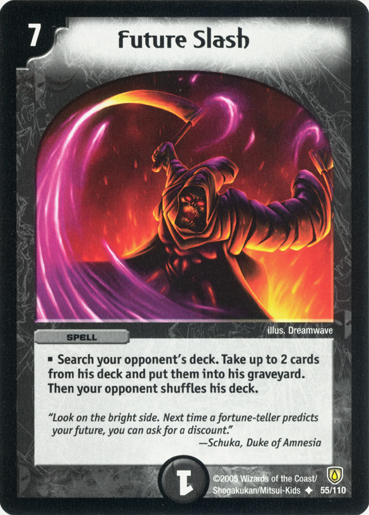 7
Future Slash
illus. Dreamwave
SPELL
▪ Search your opponent's deck. Take up to 2 cards
from his deck and put them into his graveyard.
Then your opponent shuffles his deck.
"Look on the bright side. Next time a fortune-teller predicts
your future, you can ask for a discount."
—Schuka, Duke of Amnesia
1
©2005 Wizards of the Coast/
Shogakukan/Mitsui-Kids ♦ 55/110